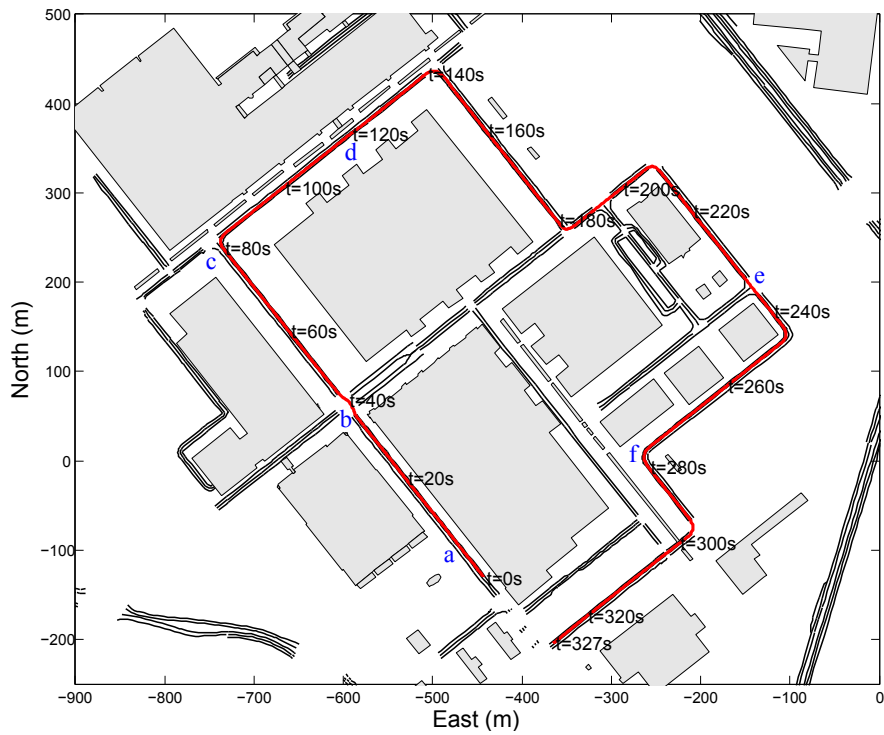 500
400
300
200
100
0
−100
−200
−900
−800
−700
−600
−500
−400
−300
−200
−100
0
East (m)
North (m)
t=140s
t=120s
t=160s
d
t=100s
t=200s
t=180s
t=220s
t=80s
c
e
t=60s
t=240s
t=40s
b
t=260s
f
t=280s
t=20s
a
t=300s
t=0s
t=320s
t=327s